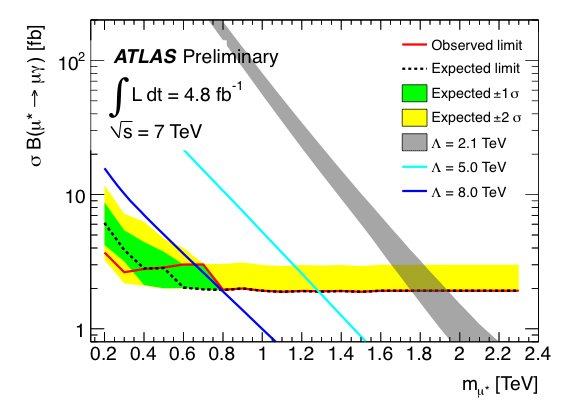 σ B(μ* → μγ) [fb]
10²
10
1
ATLAS Preliminary
∫ L dt = 4.8 fb⁻¹
√s = 7 TeV
Observed limit
Expected limit
Expected ±1σ
Expected ±2 σ
Λ = 2.1 TeV
Λ = 5.0 TeV
Λ = 8.0 TeV
0.2 0.4 0.6 0.8 1 1.2 1.4 1.6 1.8 2 2.2 2.4
m_μ* [TeV]